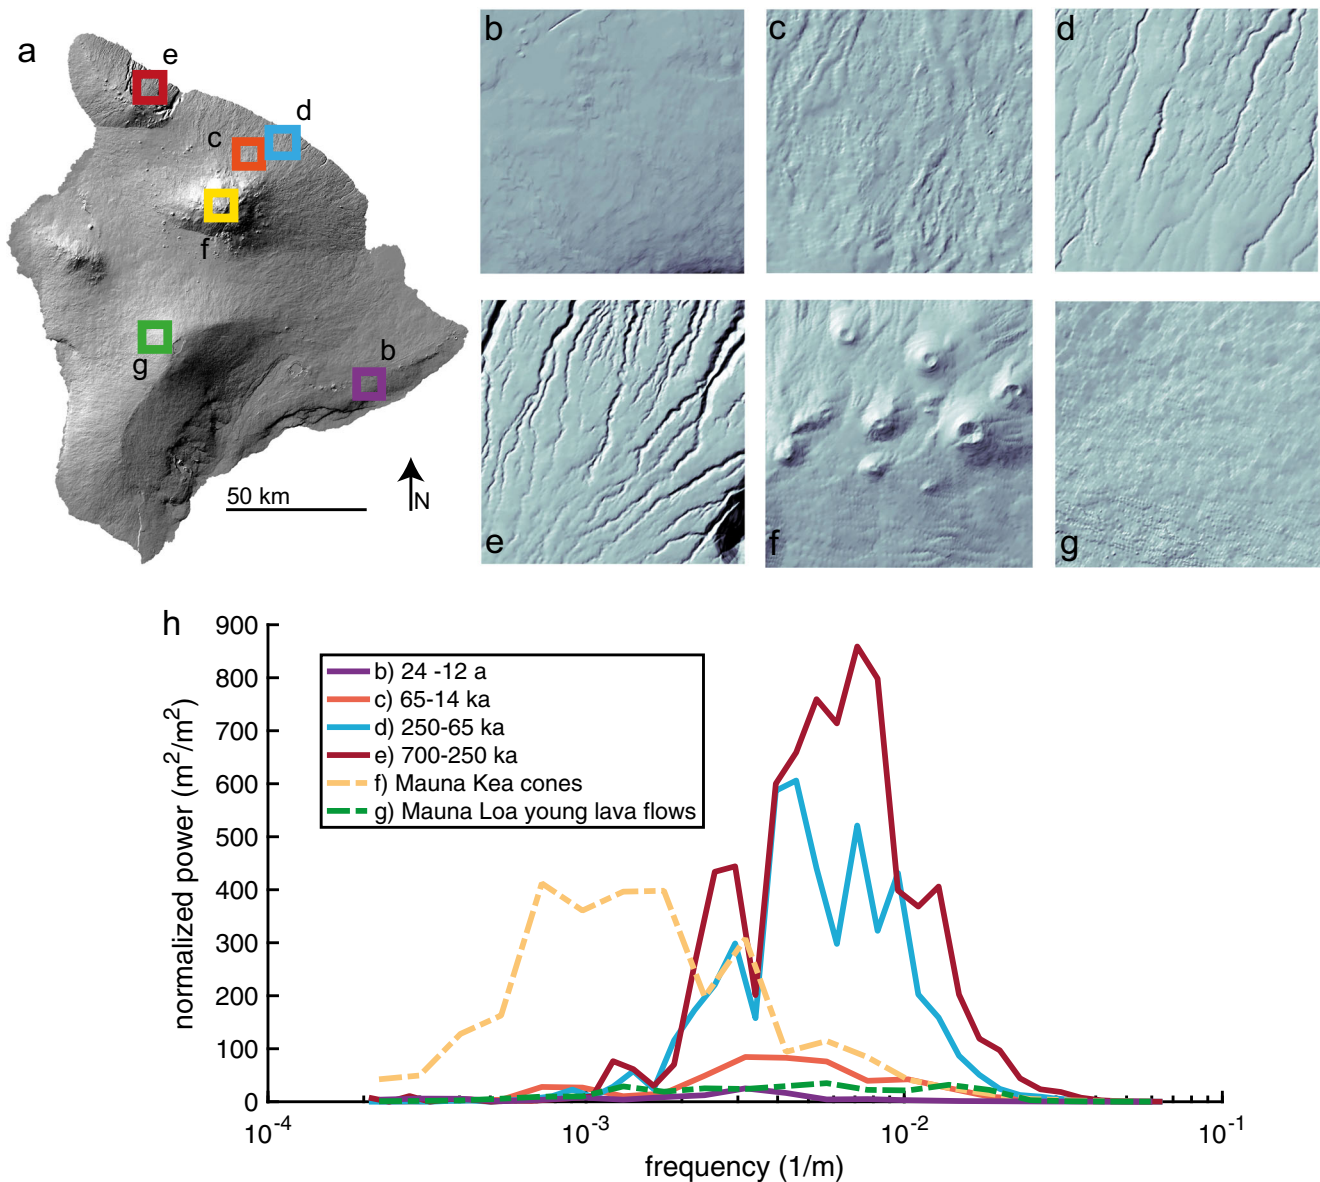 a
e
d
c
f
b
g
50 km
N
b
c
d
e
f
g
h
900
800
700
600
500
400
300
200
100
0
normalized power (m²/m²)
b) 24 -12 a
c) 65-14 ka
d) 250-65 ka
e) 700-250 ka
f) Mauna Kea cones
g) Mauna Loa young lava flows
10⁻⁴ 10⁻³ 10⁻² 10⁻¹
frequency (1/m)